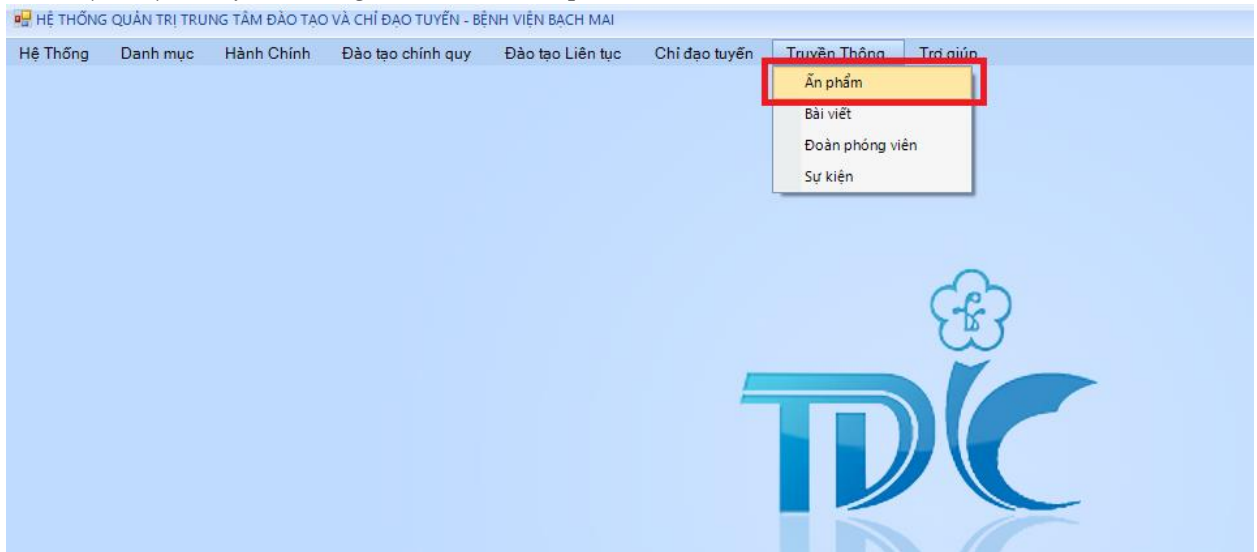 HỆ THỐNG QUẢN TRỊ TRUNG TÂM ĐÀO TẠO VÀ CHỈ ĐẠO TUYẾN - BỆNH VIỆN BẠCH MAI
Hệ Thống Danh mục Hành Chính Đào tạo chính quy Đào tạo Liên tục Chỉ đạo tuyến Truyền Thông Trợ giúp
Ấn phẩm
Bài viết
Đoàn phóng viên
Sự kiện
TDC